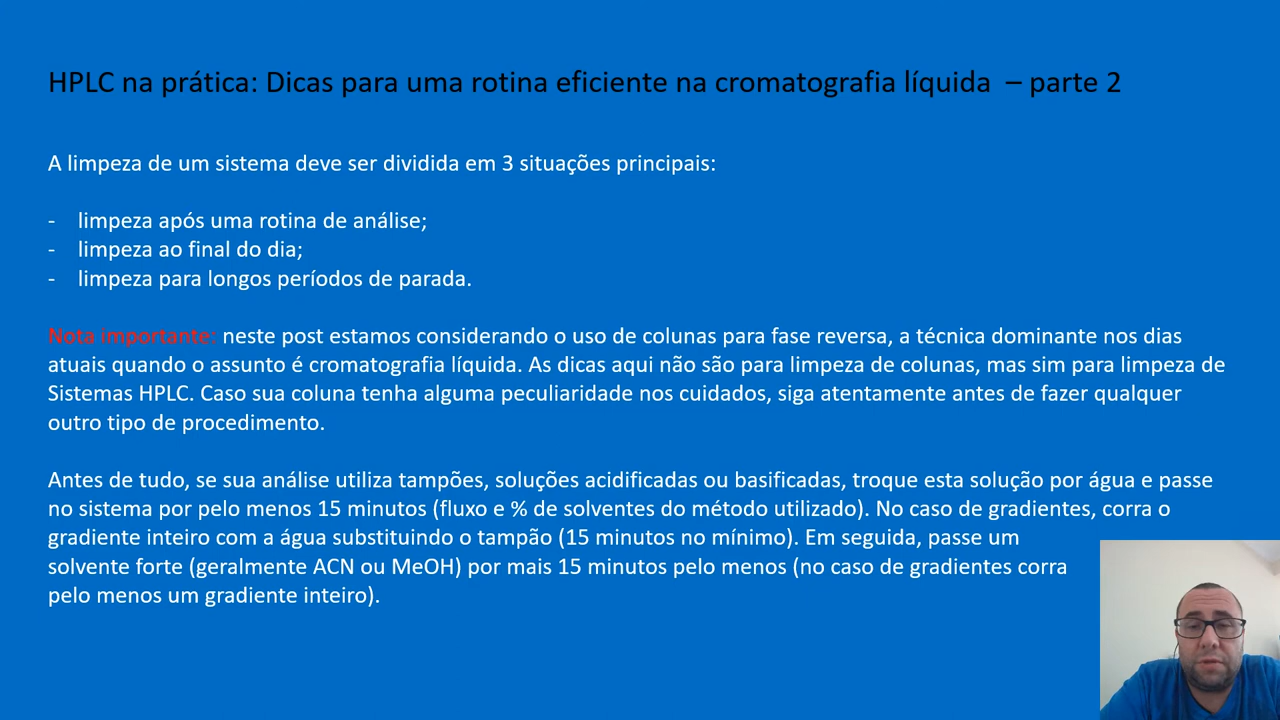 HPLC na prática: Dicas para uma rotina eficiente na cromatografia líquida – parte 2
A limpeza de um sistema deve ser dividida em 3 situações principais:
- limpeza após uma rotina de análise;
- limpeza ao final do dia;
- limpeza para longos períodos de parada.
Nota importante: neste post estamos considerando o uso de colunas para fase reversa, a técnica dominante nos dias
atuais quando o assunto é cromatografia líquida. As dicas aqui não são para limpeza de colunas, mas sim para limpeza de
Sistemas HPLC. Caso sua coluna tenha alguma peculiaridade nos cuidados, siga atentamente antes de fazer qualquer
outro tipo de procedimento.
Antes de tudo, se sua análise utiliza tampões, soluções acidificadas ou basificadas, troque esta solução por água e passe
no sistema por pelo menos 15 minutos (fluxo e % de solventes do método utilizado). No caso de gradientes, corra o
gradiente inteiro com a água substituindo o tampão (15 minutos no mínimo). Em seguida, passe um
solvente forte (geralmente ACN ou MeOH) por mais 15 minutos pelo menos (no caso de gradientes corra
pelo menos um gradiente inteiro).